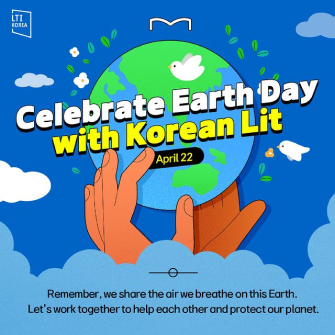 LTI
KOREA
Celebrate Earth Day
with Korean Lit
April 22
Remember, we share the air we breathe on this Earth.
Let's work together to help each other and protect our planet.